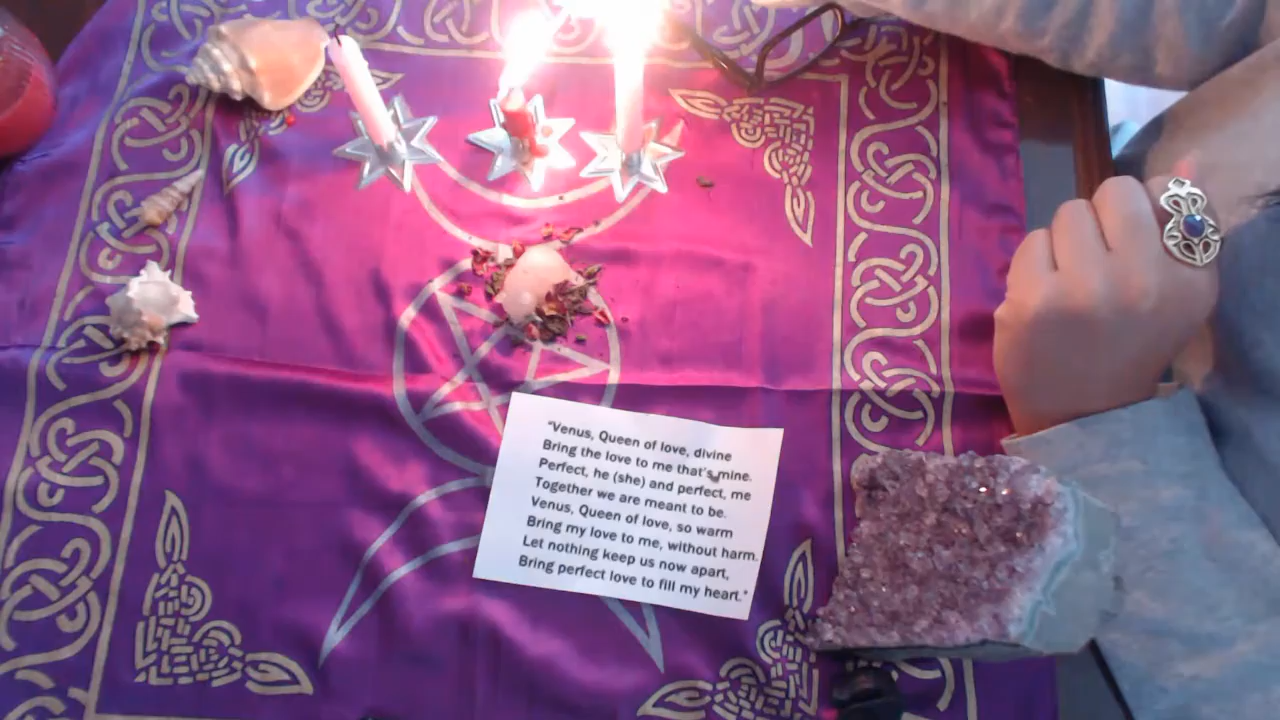 "Venus, Queen of love, divine
Bring the love to me that's mine.
Perfect, he (she) and perfect, me
Together we are meant to be.
Venus, Queen of love, so warm
Bring my love to me, without harm.
Let nothing keep us now apart,
Bring perfect love to fill my heart."